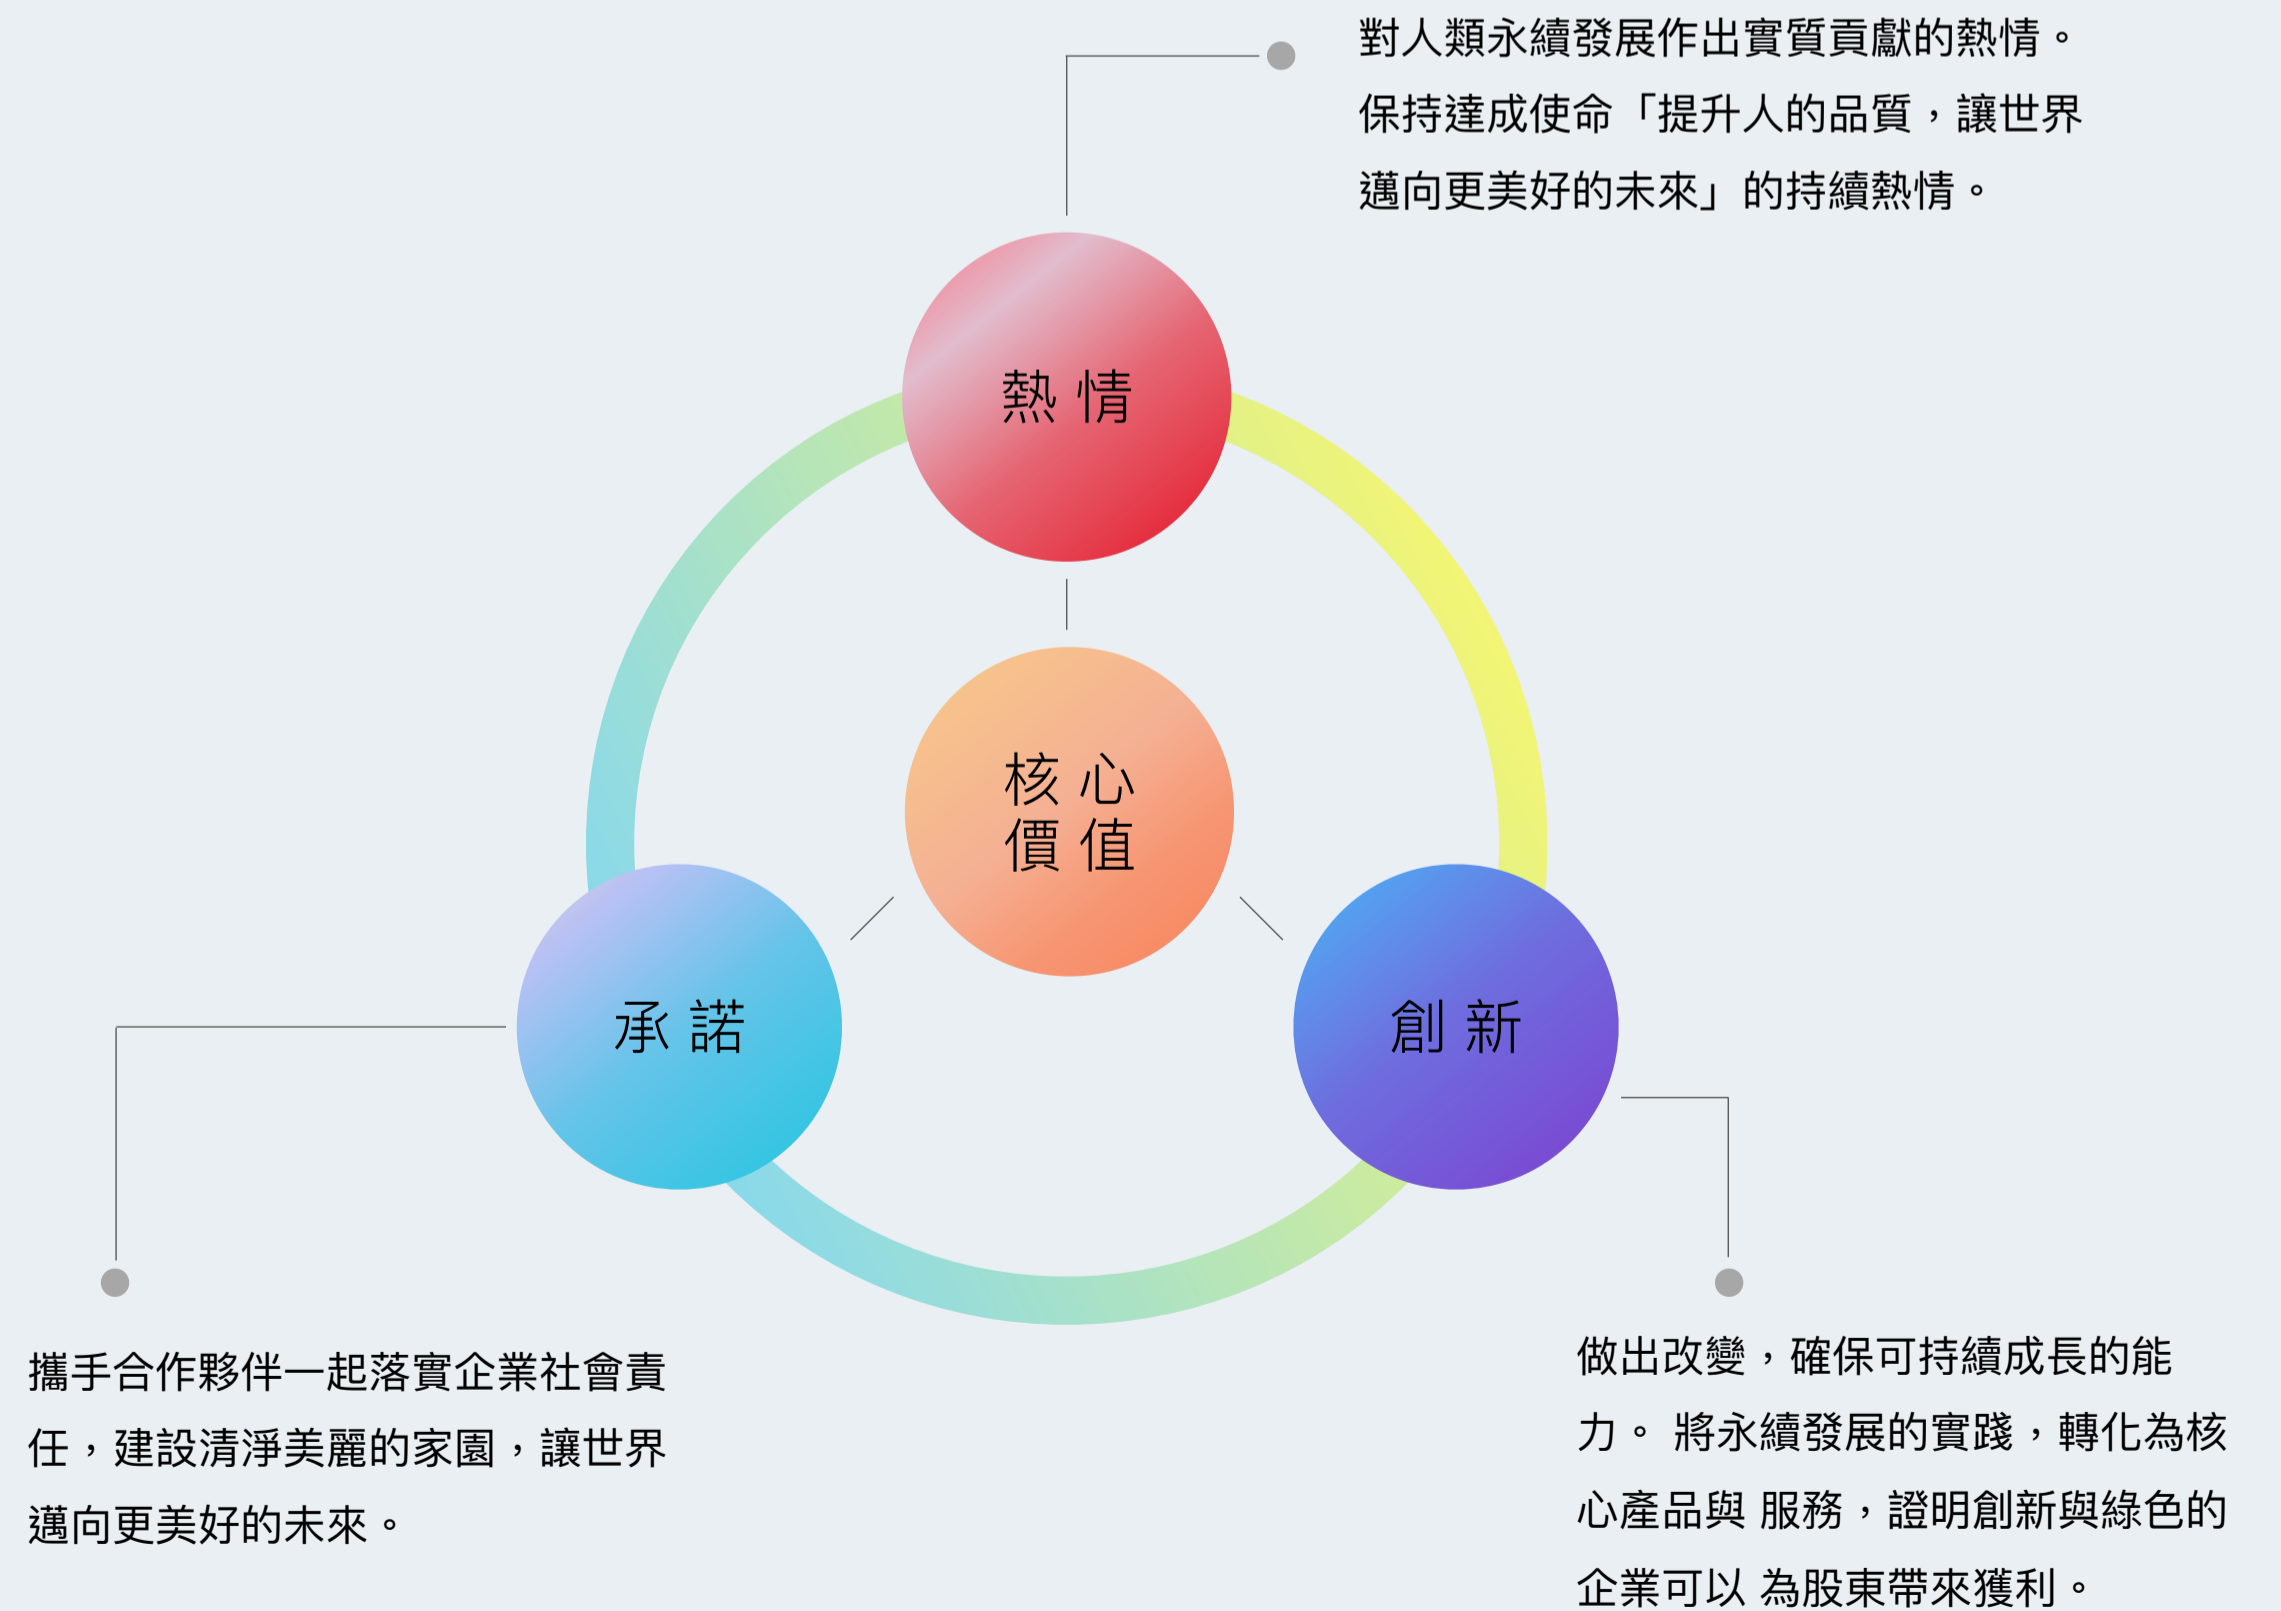 對人類永續發展作出實質貢獻的熱情。
保持達成使命「提升人的品質，讓世界
邁向更美好的未來」的持續熱情。
熱情
核心
價值
承諾
創新
攜手合作夥伴一起落實企業社會責
任，建設清淨美麗的家園，讓世界
邁向更美好的未來。
做出改變，確保可持續成長的能
力。 將永續發展的實踐，轉化為核
心產品與 服務，證明創新與綠色的
企業可以 為股東帶來獲利。